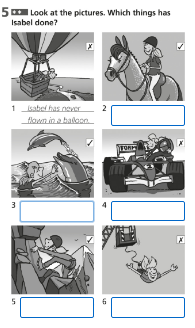 5 Look at the pictures. Which things has
Isabel done?
1 Isabel has never
flown in a balloon.
2
3
4
5
6